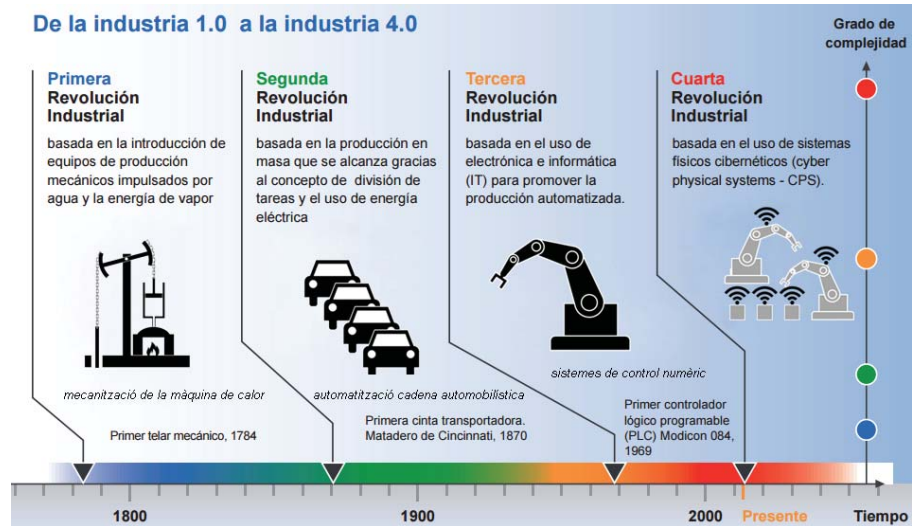 De la industria 1.0 a la industria 4.0
Grado de
complejidad
Primera
Revolución
Industrial
basada en la introducción de
equipos de producción
mecánicos impulsados por
agua y la energía de vapor
Segunda
Revolución
Industrial
basada en la producción en
masa que se alcanza gracias
al concepto de división de
tareas y el uso de energía
eléctrica
Tercera
Revolución
Industrial
basada en el uso de
electrónica e informática
(IT) para promover la
producción automatizada.
Cuarta
Revolución
Industrial
basada en el uso de sistemas
físicos cibernéticos (cyber
physical systems - CPS).
mecanització de la màquina de calor
automatització cadena automobilística
sistemes de control numèric
Primer telar mecánico, 1784
Primera cinta transportadora.
Matadero de Cincinnati, 1870
Primer controlador
lógico programable
(PLC) Modicon 084,
1969
1800
1900
2000
Presente
Tiempo